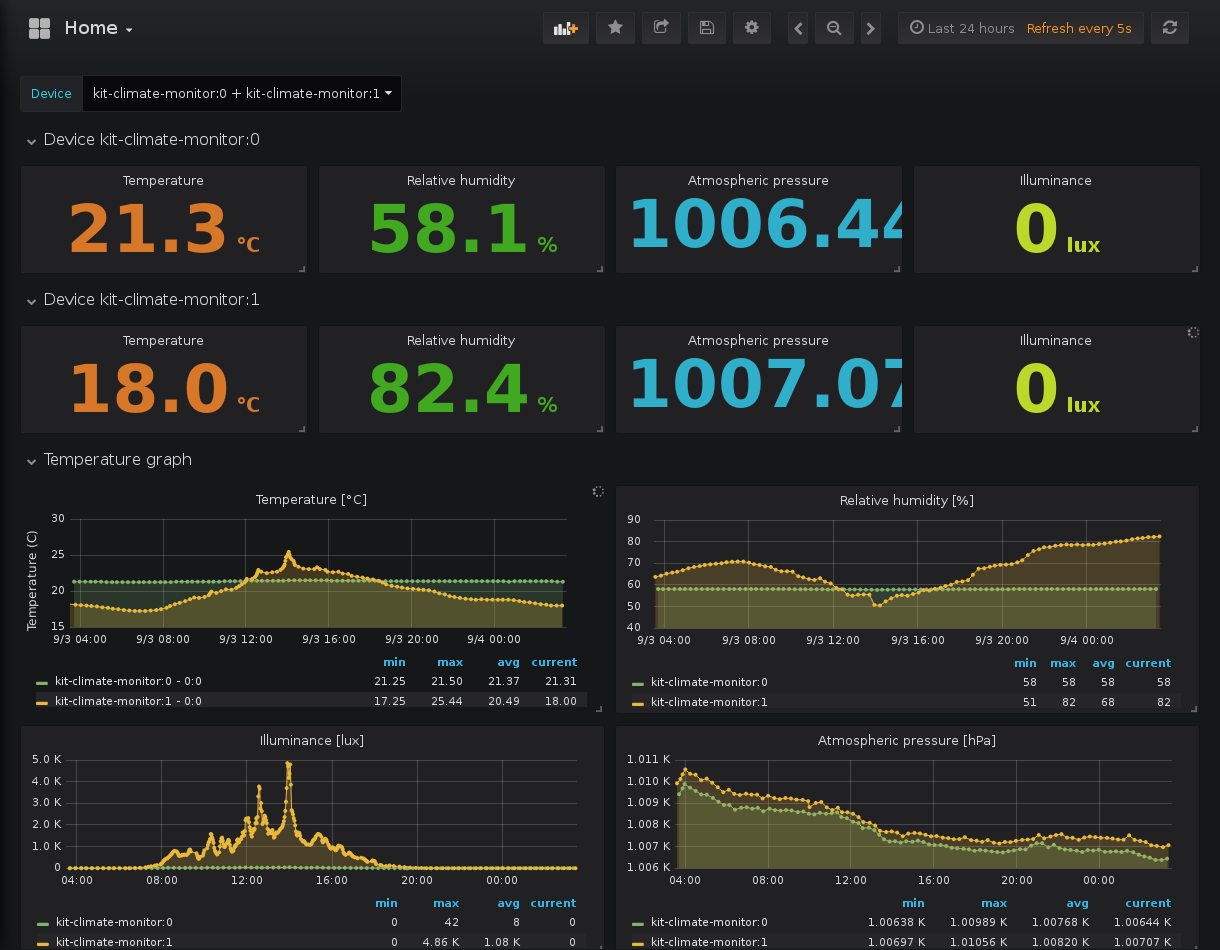 Home
Last 24 hours Refresh every 5s
Device kit-climate-monitor:0 + kit-climate-monitor:1
Device kit-climate-monitor:0
Temperature Relative humidity Atmospheric pressure Illuminance
21.3 °C 58.1 % 1006.44 0 lux
Device kit-climate-monitor:1
Temperature Relative humidity Atmospheric pressure Illuminance
18.0 °C 82.4 % 1007.07 0 lux
Temperature graph
Temperature [°C]
Temperature (C)
30
25
20
15
9/3 04:00 9/3 08:00 9/3 12:00 9/3 16:00 9/3 20:00 9/4 00:00
min max avg current
kit-climate-monitor:0 - 0:0 21.25 21.50 21.37 21.31
kit-climate-monitor:1 - 0:0 17.25 25.44 20.49 18.00
Relative humidity [%]
90
80
70
60
50
40
9/3 04:00 9/3 08:00 9/3 12:00 9/3 16:00 9/3 20:00 9/4 00:00
min max avg current
kit-climate-monitor:0 58 58 58 58
kit-climate-monitor:1 51 82 68 82
Illuminance [lux]
5.0 K
4.0 K
3.0 K
2.0 K
1.0 K
0
04:00 08:00 12:00 16:00 20:00 00:00
min max avg current
kit-climate-monitor:0 0 42 8 0
kit-climate-monitor:1 0 4.86 K 1.08 K 0
Atmospheric pressure [hPa]
1.011 K
1.010 K
1.009 K
1.008 K
1.007 K
1.006 K
04:00 08:00 12:00 16:00 20:00 00:00
min max avg current
kit-climate-monitor:0 1.00638 K 1.00989 K 1.00768 K 1.00644 K
kit-climate-monitor:1 1.00697 K 1.01056 K 1.00820 K 1.00707 K